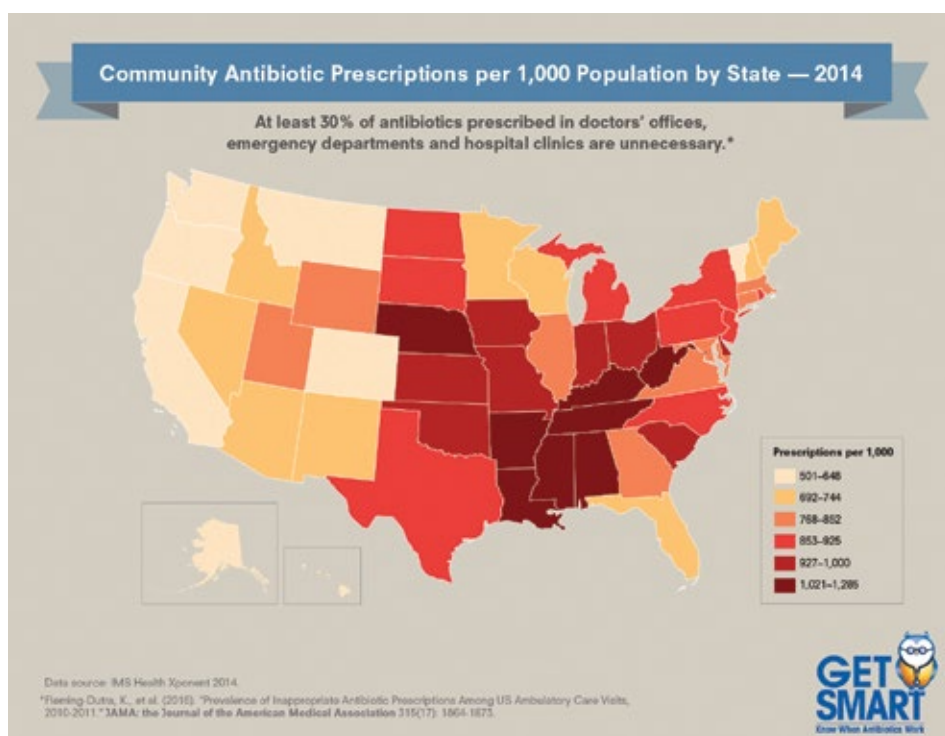 Community Antibiotic Prescriptions per 1,000 Population by State — 2014
At least 30% of antibiotics prescribed in doctors' offices,
emergency departments and hospital clinics are unnecessary.*
Prescriptions per 1,000
501–646
692–744
768–852
853–925
927–1,000
1,021–1,285
Data source: IMS Health Xponent 2014.
*Fleming-Dutra, K., et al. (2016). "Prevalence of Inappropriate Antibiotic Prescriptions Among US Ambulatory Care Visits,
2010-2011." JAMA: the Journal of the American Medical Association 315(17): 1864-1873.
GET
SMART
Know When Antibiotics Work